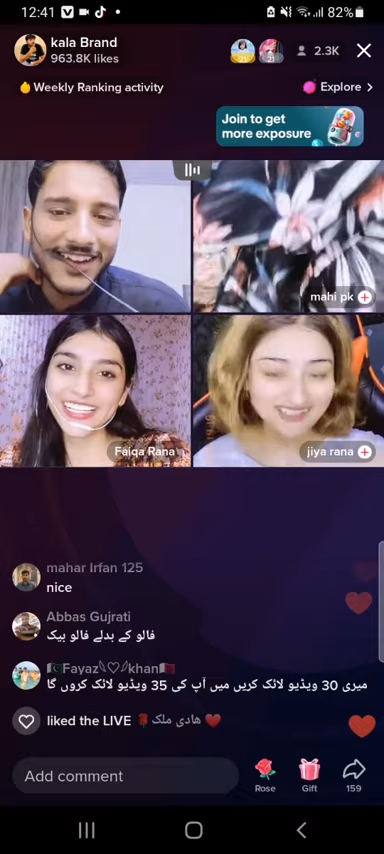 12:41
82%
kala Brand
963.8K likes
21
21
2.3K
Weekly Ranking activity
Explore
Join to get
more exposure
mahi pk
Faiqa Rana
jiya rana
mahar Irfan 125
nice
Abbas Gujrati
فالو کے بدلے فالو بیک
Fayaz♡khan
میری 30 ویڈیو لائک کریں میں آپ کی 35 ویڈیو لائک کروں گا
liked the LIVE ھادی ملک
Add comment
Rose
Gift
159